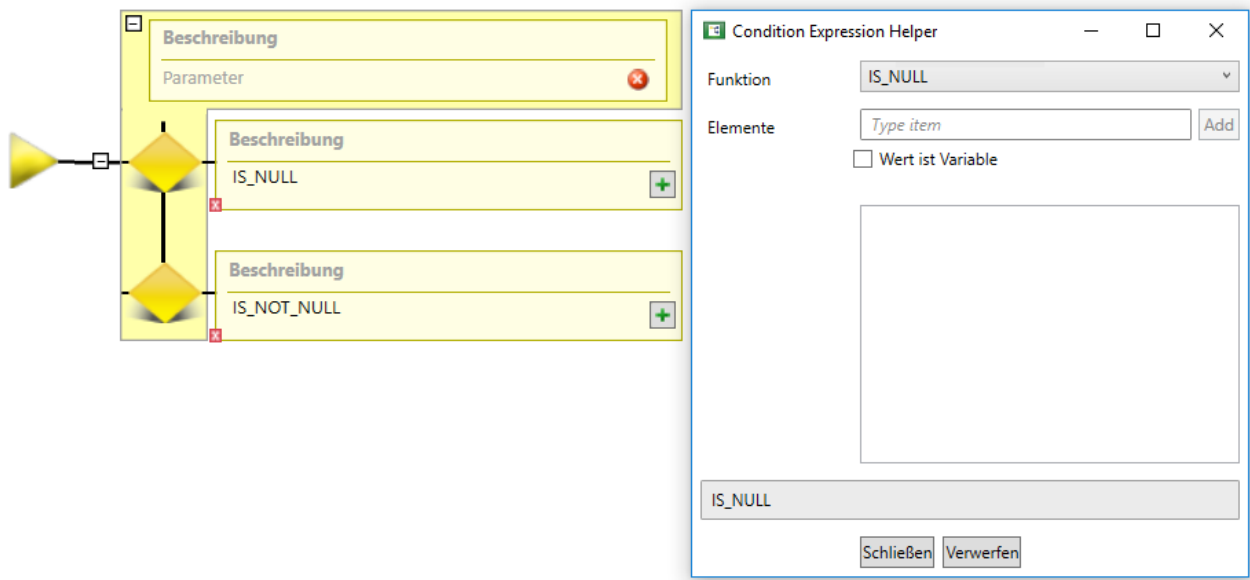 Beschreibung
Parameter
Beschreibung
IS_NULL
Beschreibung
IS_NOT_NULL
Condition Expression Helper
Funktion
IS_NULL
Elemente
Type item
Add
Wert ist Variable
IS_NULL
Schließen
Verwerfen